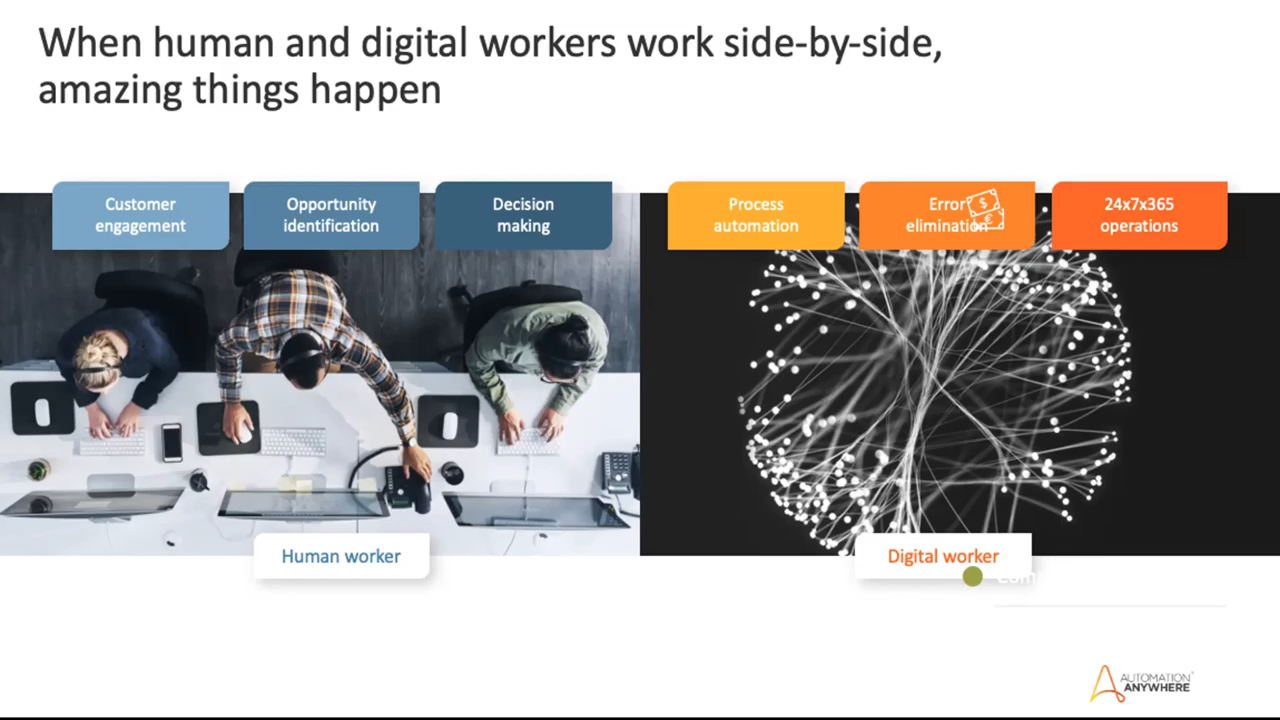 When human and digital workers work side-by-side,
amazing things happen
Customer
engagement
Opportunity
identification
Decision
making
Process
automation
Error
elimination
24x7x365
operations
Human worker
Digital worker
AUTOMATION
ANYWHERE